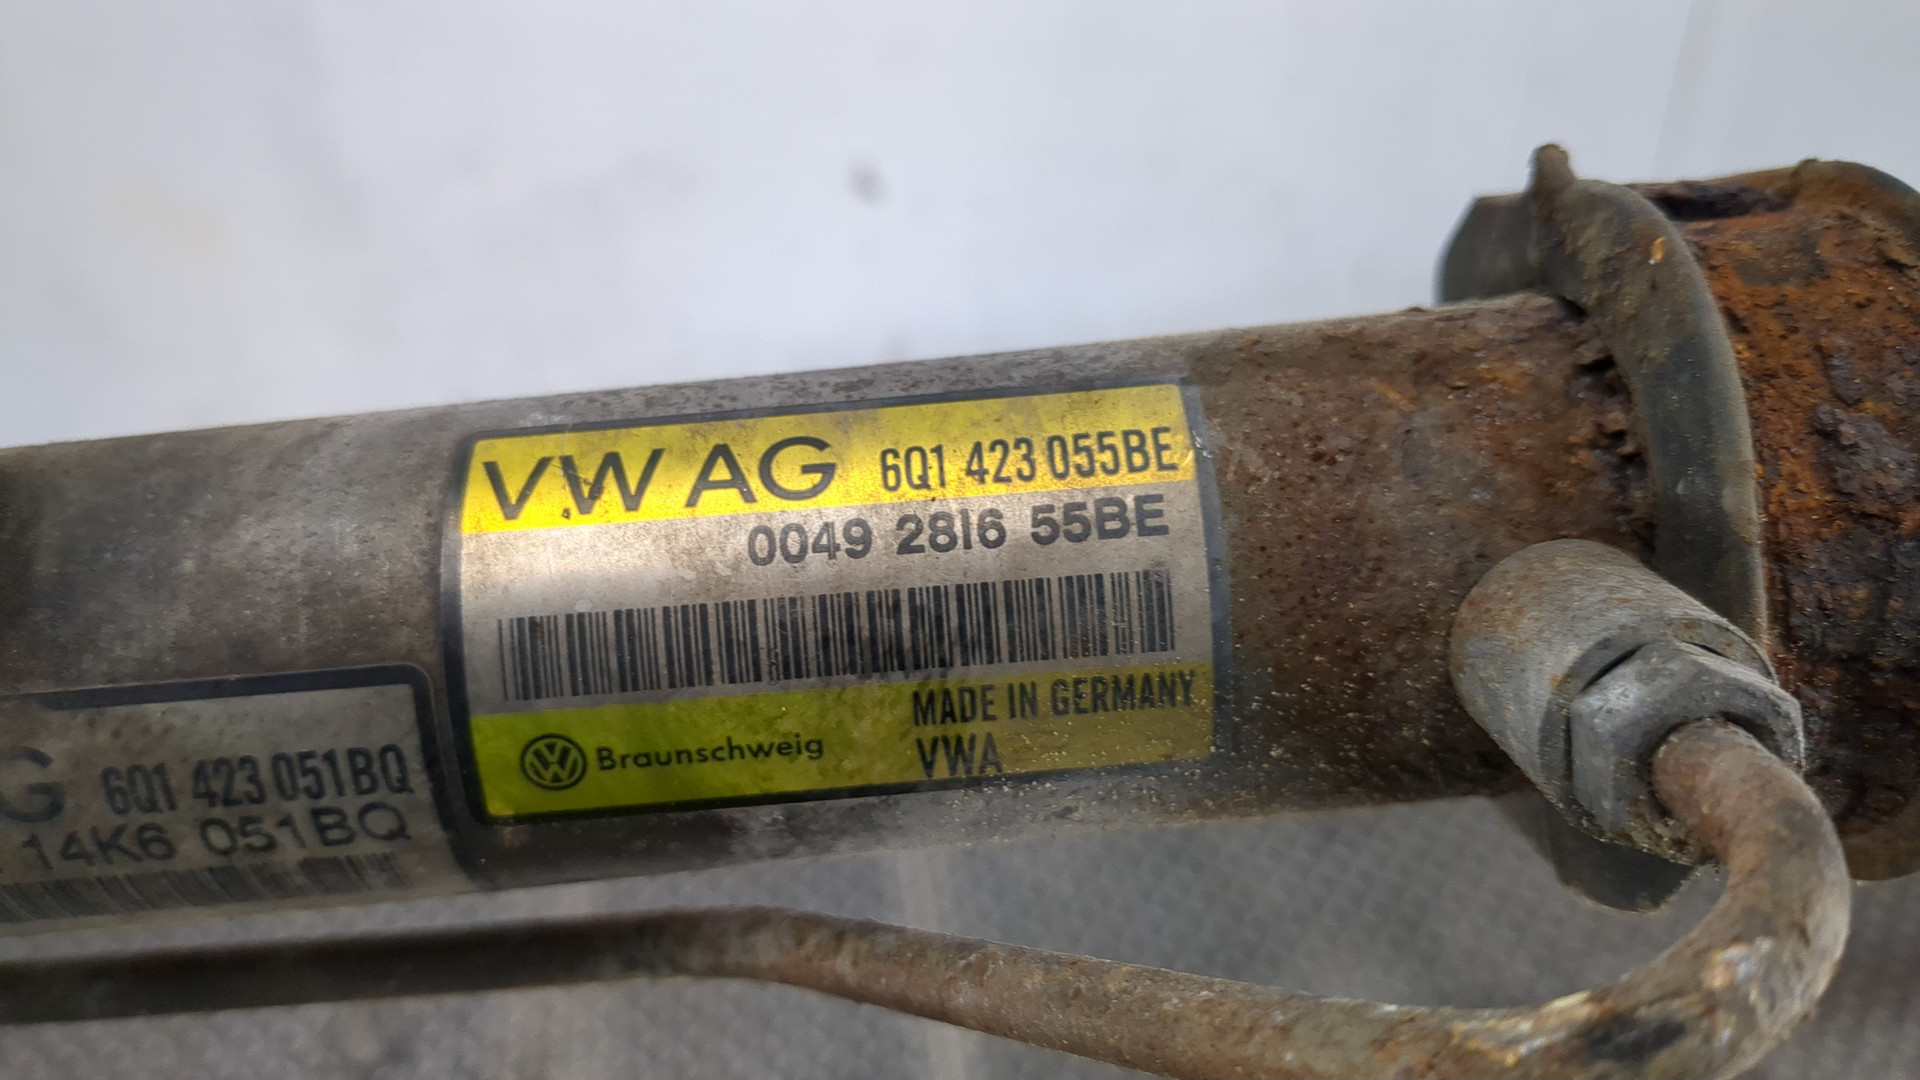 VW AG 6Q1 423 055BE
0049 2816 55BE
Braunschweig
MADE IN GERMANY
VWA
G 6Q1 423 051BQ
14K6 051BQ